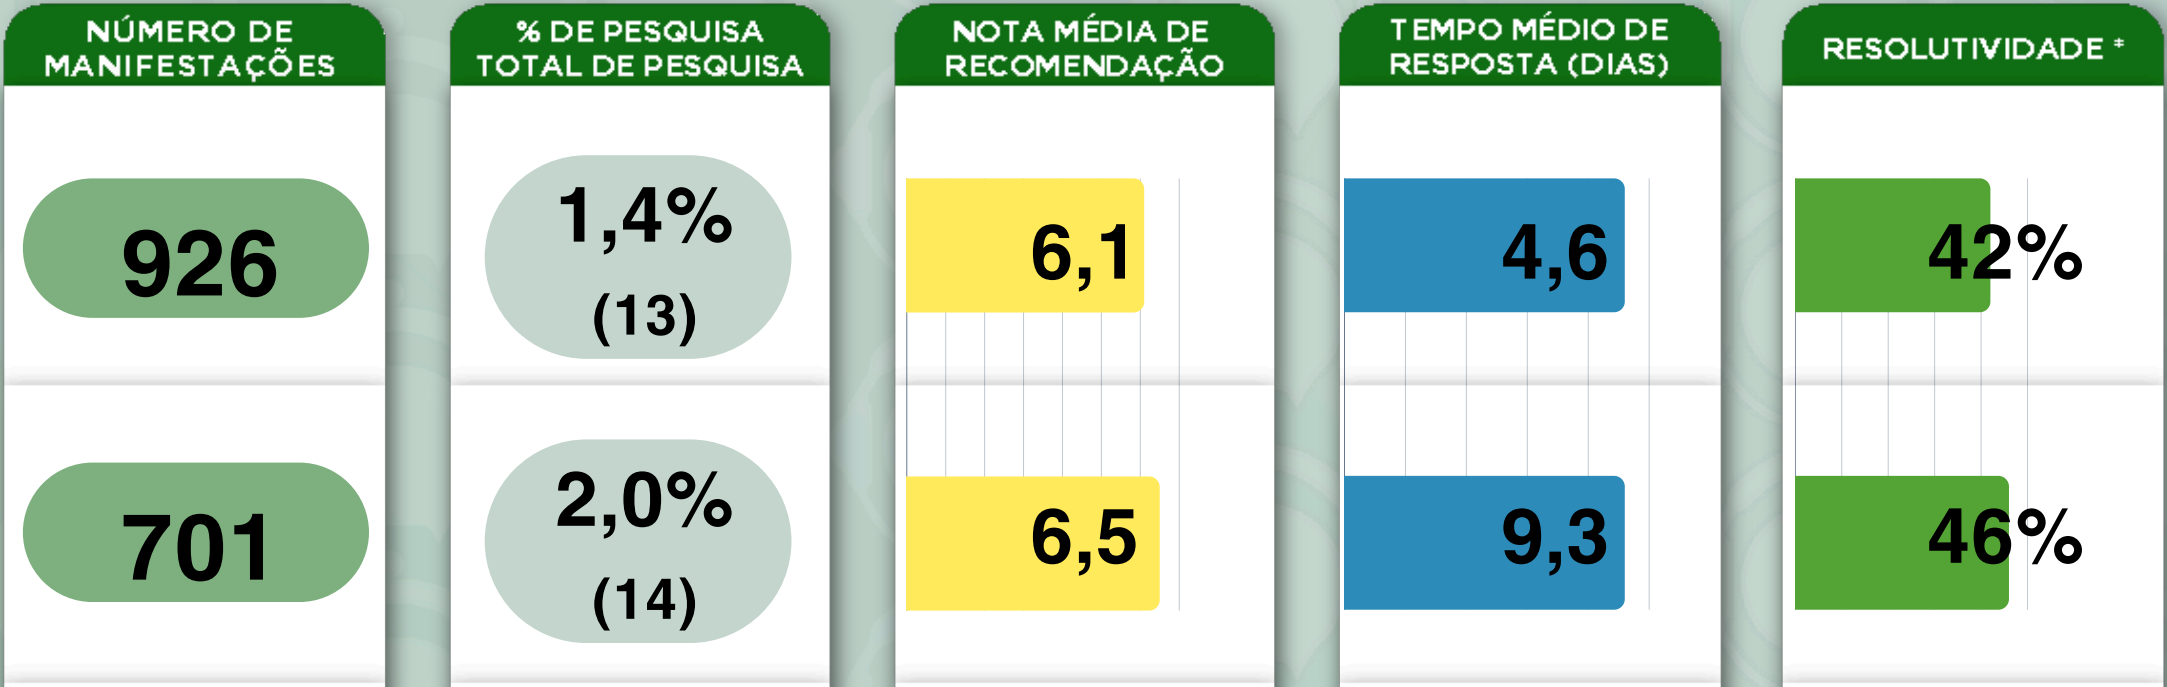 NÚMERO DE
MANIFESTAÇÕES
% DE PESQUISA
TOTAL DE PESQUISA
NOTA MÉDIA DE
RECOMENDAÇÃO
TEMPO MÉDIO DE
RESPOSTA (DIAS)
RESOLUTIVIDADE *
926
1,4%
(13)
6,1
4,6
42%
701
2,0%
(14)
6,5
9,3
46%